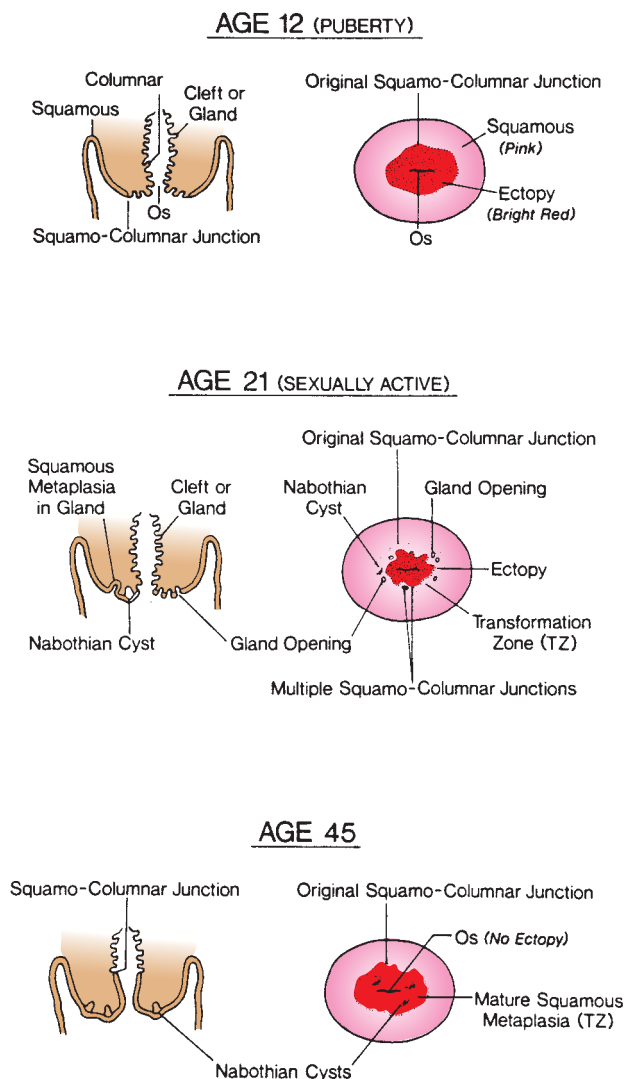 AGE 12 (PUBERTY)
Columnar
Cleft or
Gland
Squamous
Os
Squamo-Columnar Junction
Original Squamo-Columnar Junction
Squamous
(Pink)
Ectopy
(Bright Red)
Os
AGE 21 (SEXUALLY ACTIVE)
Squamous
Metaplasia
in Gland
Cleft or
Gland
Nabothian Cyst
Original Squamo-Columnar Junction
Nabothian
Cyst
Gland Opening
Ectopy
Gland Opening
Transformation
Zone (TZ)
Multiple Squamo-Columnar Junctions
AGE 45
Squamo-Columnar Junction
Original Squamo-Columnar Junction
Os (No Ectopy)
Mature Squamous
Metaplasia (TZ)
Nabothian Cysts